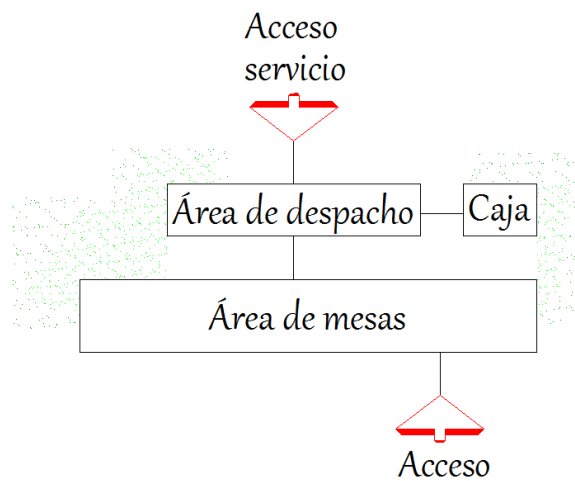 Acceso
servicio
Área de despacho
Caja
Área de mesas
Acceso